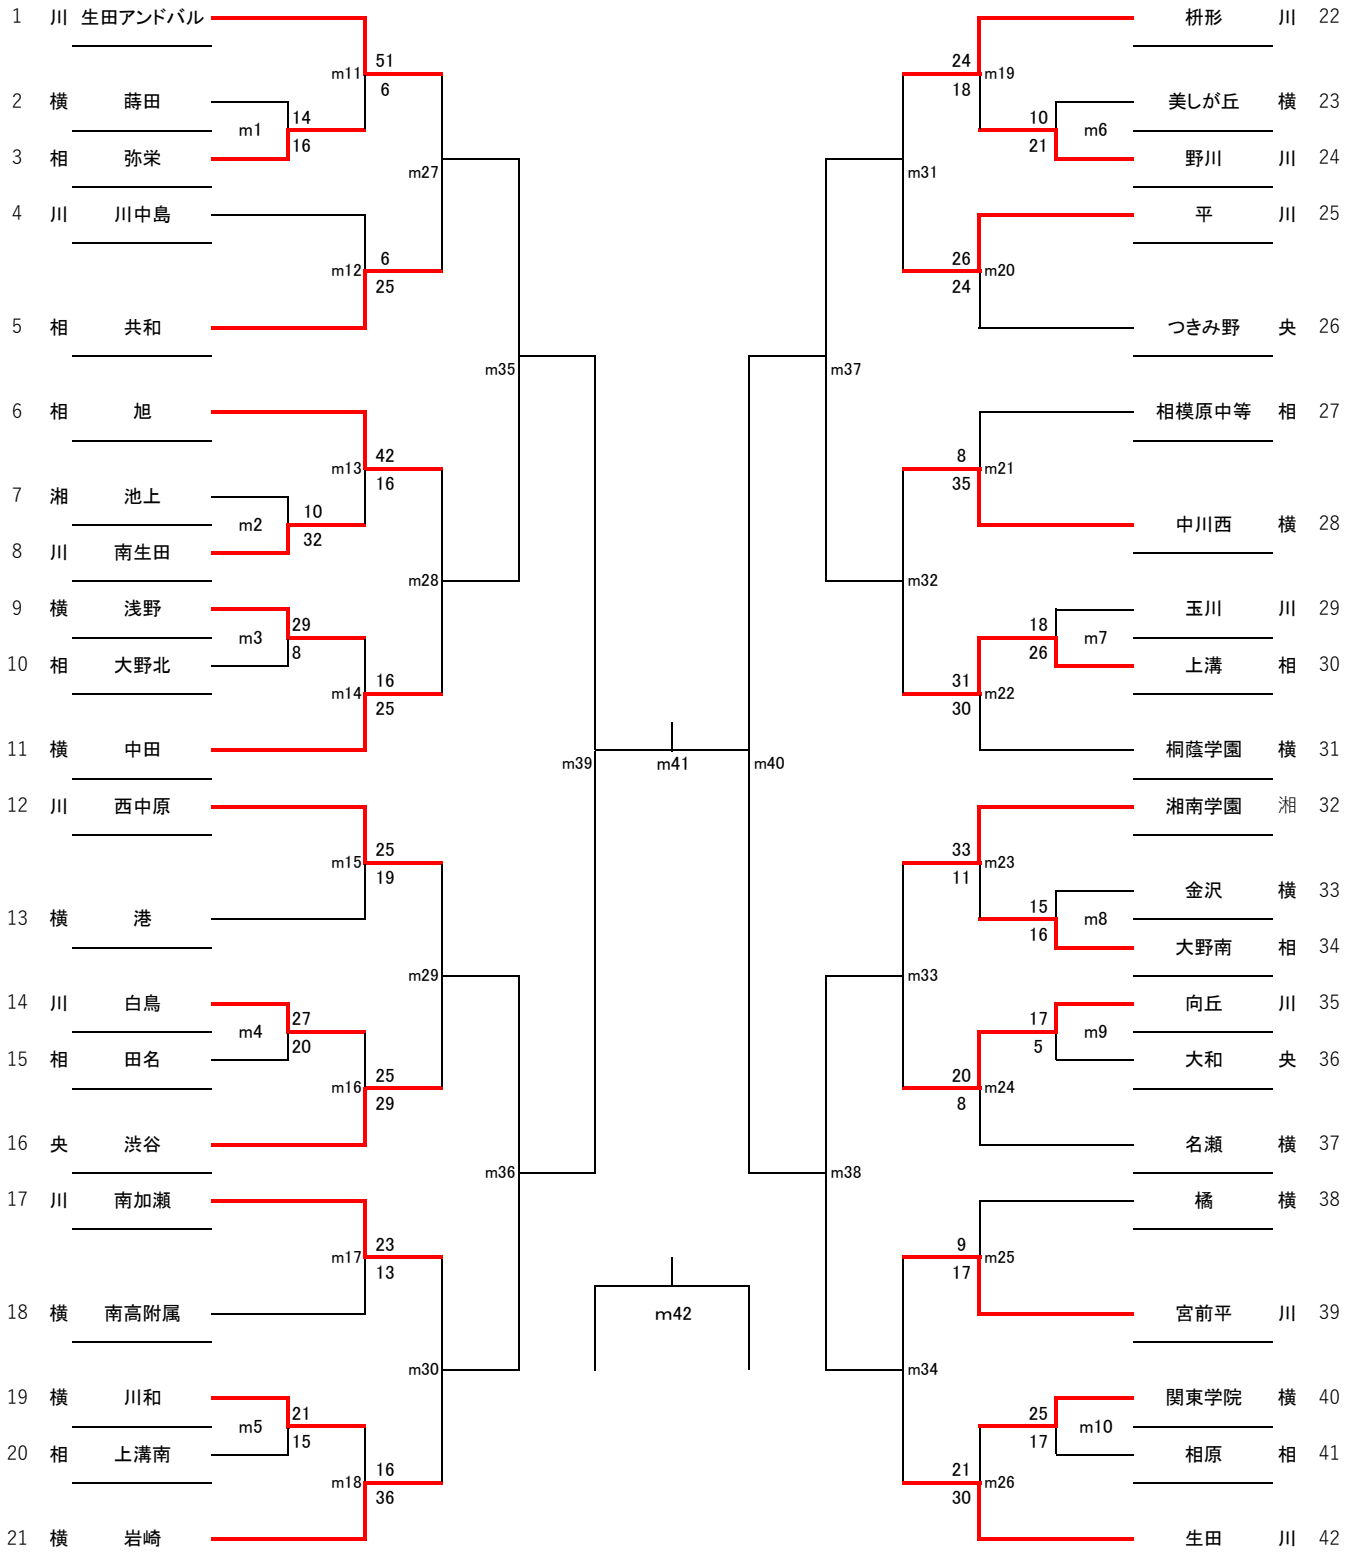 1 川 生田アンドバル
2 横 蒔田
3 相 弥栄
4 川 川中島
5 相 共和
6 相 旭
7 湘 池上
8 川 南生田
9 横 浅野
10 相 大野北
11 横 中田
12 川 西中原
13 横 港
14 川 白鳥
15 相 田名
16 央 渋谷
17 川 南加瀬
18 横 南高附属
19 横 川和
20 相 上溝南
21 横 岩崎
m1 14 16
m2 10 32
m3 29 8
m4 27 20
m5 21 15
m11 51 6
m12 6 25
m13 42 16
m14 16 25
m15 25 19
m16 25 29
m17 23 13
m18 16 36
m27
m28
m29
m30
m35
m36
m39
m41
m42
m40
m37
m38
m31
m32
m33
m34
24 18 m19
26 24 m20
8 35 m21
31 30 m22
33 11 m23
20 8 m24
9 17 m25
21 30 m26
10 21 m6
18 26 m7
15 16 m8
17 5 m9
25 17 m10
枡形 川 22
美しが丘 横 23
野川 川 24
平 川 25
つきみ野 央 26
相模原中等 相 27
中川西 横 28
玉川 川 29
上溝 相 30
桐蔭学園 横 31
湘南学園 湘 32
金沢 横 33
大野南 相 34
向丘 川 35
大和 央 36
名瀬 横 37
橘 横 38
宮前平 川 39
関東学院 横 40
相原 相 41
生田 川 42